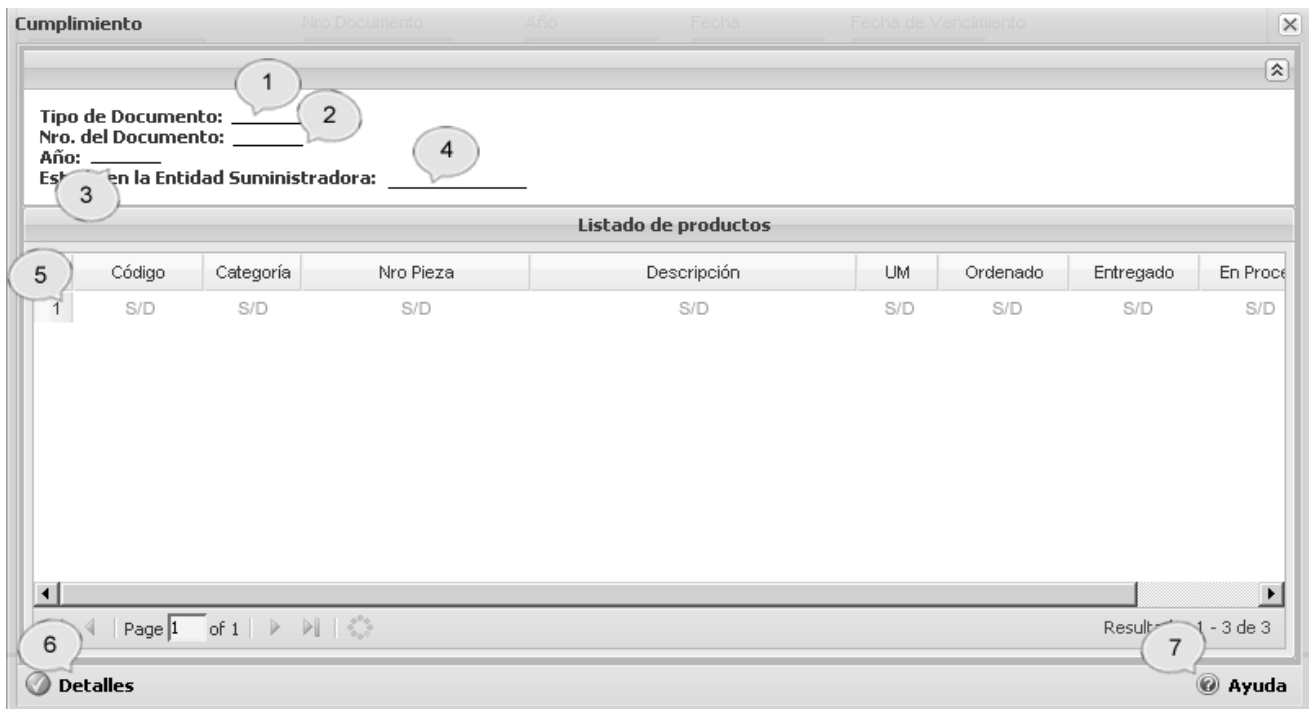 Cumplimiento Nro.Documento Año Fecha Fecha de Vencimiento
1
Tipo de Documento:
2
Nro. del Documento:
4
Año:
en la Entidad Suministradora:
3
Listado de productos
5 Código Categoría Nro Pieza Descripción UM Ordenado Entregado En Proce
1 S/D S/D S/D S/D S/D S/D S/D S/D
Page 1 of 1 1 - 3 de 3
6 7
Detalles Ayuda